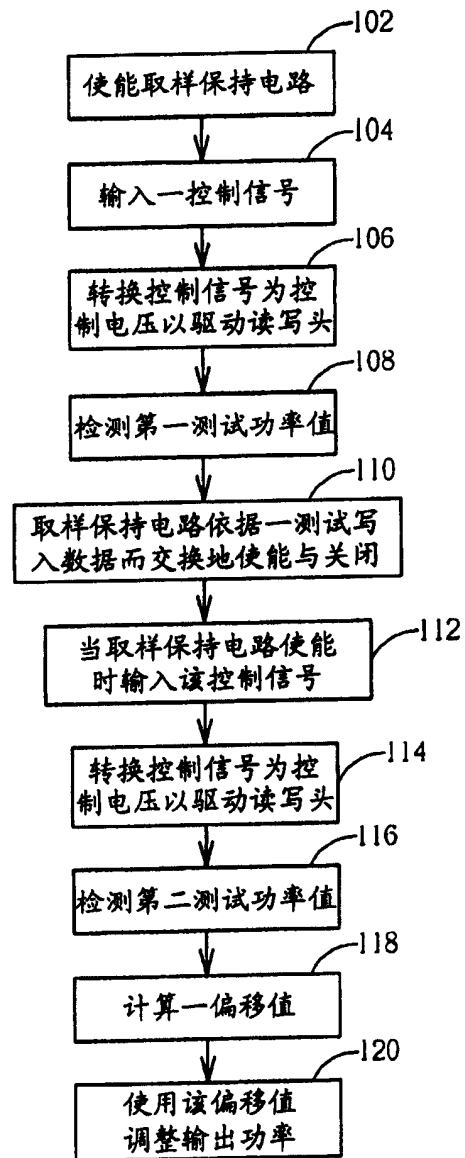 102
使能取样保持电路
104
输入一控制信号
106
转换控制信号为控
制电压以驱动读写头
108
检测第一测试功率值
110
取样保持电路依据一测试写
入数据而交换地使能与关闭
112
当取样保持电路使能
时输入该控制信号
114
转换控制信号为控
制电压以驱动读写头
116
检测第二测试功率值
118
计算一偏移值
120
使用该偏移值
调整输出功率